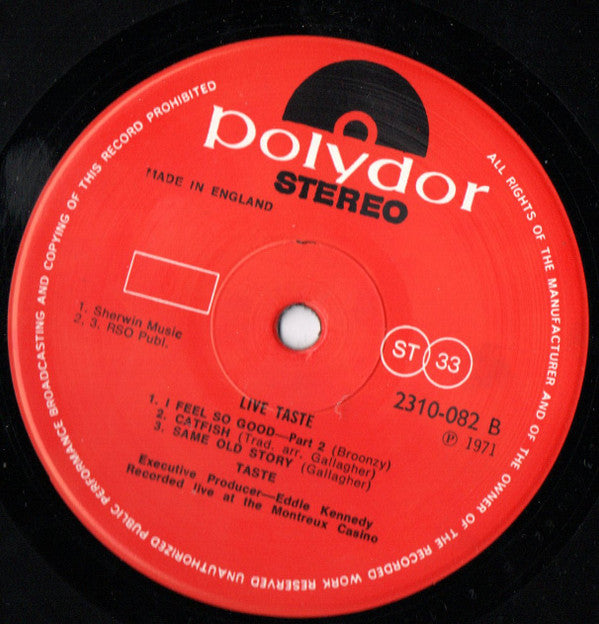 polydor
STEREO
MADE IN ENGLAND
1. Sherwin Music
2. 3. RSO Publ.
ST 33
2310-082 B
Ⓟ 1971
LIVE TASTE
1. I FEEL SO GOOD—Part 2 (Broonzy)
2. CATFISH (Trad. arr. Gallagher)
3. SAME OLD STORY (Gallagher)
TASTE
Executive Producer—Eddie Kennedy
Recorded live at the Montreux Casino
ALL RIGHTS OF THE MANUFACTURER AND OF THE OWNER OF THE RECORDED WORK RESERVED UNAUTHORIZED PUBLIC PERFORMANCE BROADCASTING AND COPYING OF THIS RECORD PROHIBITED